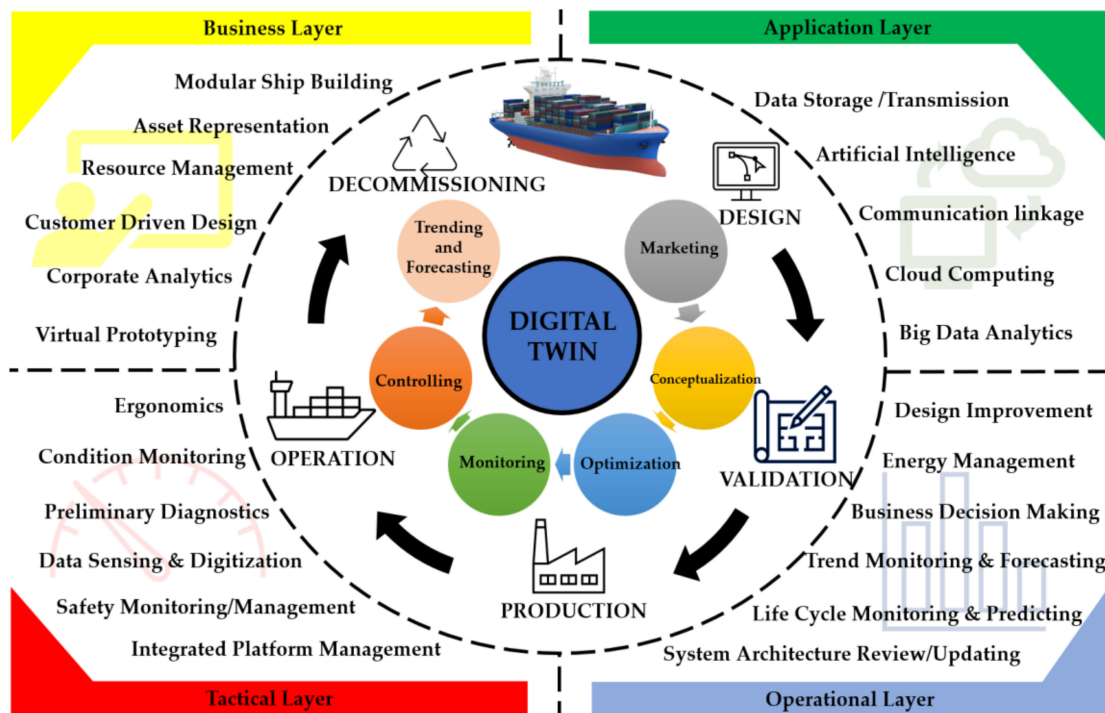 Business Layer
Application Layer
Modular Ship Building
Asset Representation
Resource Management
Customer Driven Design
Corporate Analytics
Virtual Prototyping
Data Storage /Transmission
Artificial Intelligence
Communication linkage
Cloud Computing
Big Data Analytics
DECOMMISSIONING
DESIGN
Trending
and
Forecasting
Marketing
DIGITAL
TWIN
Controlling
Conceptualization
Monitoring
Optimization
OPERATION
VALIDATION
PRODUCTION
Ergonomics
Condition Monitoring
Preliminary Diagnostics
Data Sensing & Digitization
Safety Monitoring/Management
Integrated Platform Management
Design Improvement
Energy Management
Business Decision Making
Trend Monitoring & Forecasting
Life Cycle Monitoring & Predicting
System Architecture Review/Updating
Tactical Layer
Operational Layer